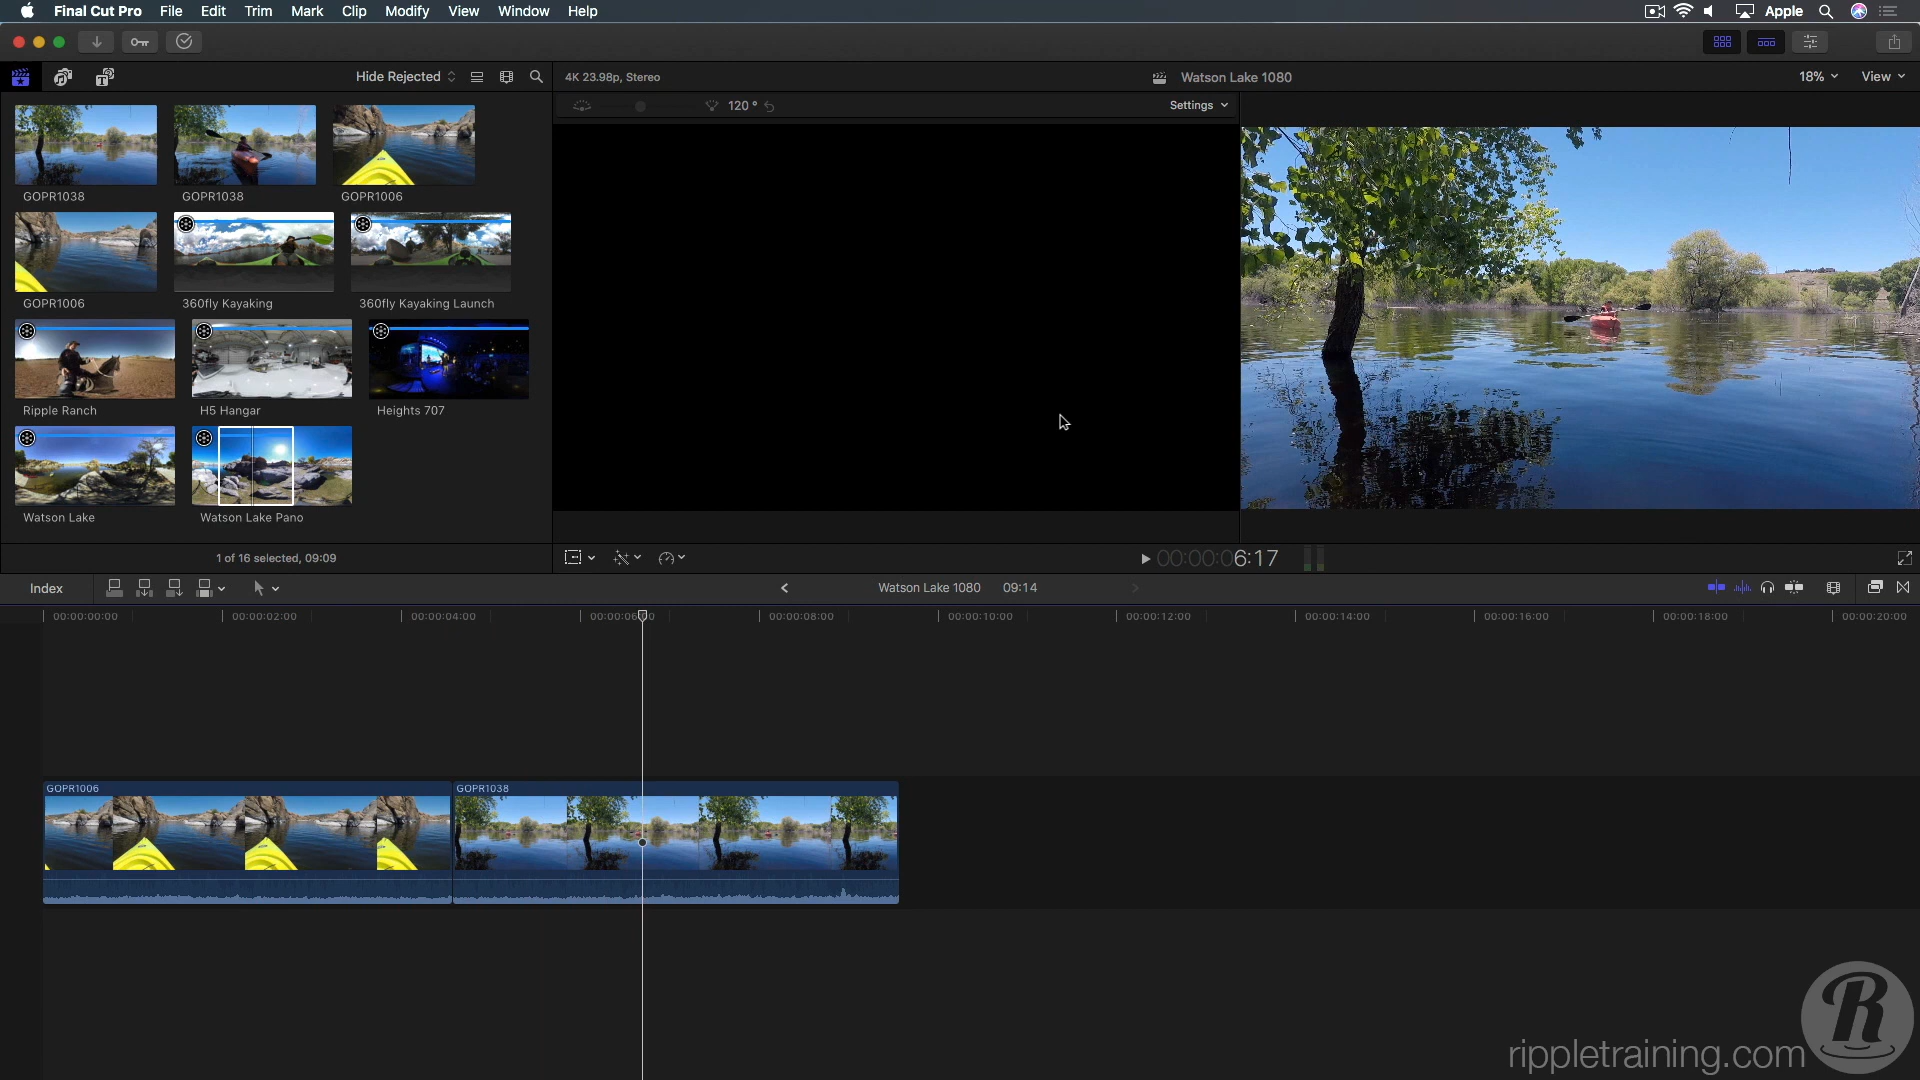 Final Cut Pro File Edit Trim Mark Clip Modify View Window Help Apple
Hide Rejected 4K 23.98p, Stereo Watson Lake 1080 18% View
120 ° Settings
GOPR1038 GOPR1038 GOPR1006
GOPR1006 360fly Kayaking 360fly Kayaking Launch
Ripple Ranch H5 Hangar Heights 707
Watson Lake Watson Lake Pano
1 of 16 selected, 09:09 00:00:06:17
Index Watson Lake 1080 09:14
00:00:00:00 00:00:02:00 00:00:04:00 00:00:08:00 00:00:10:00 00:00:12:00 00:00:14:00 00:00:16:00 00:00:18:00 00:00:20:00
GOPR1006 GOPR1038
R
rippletraining.com